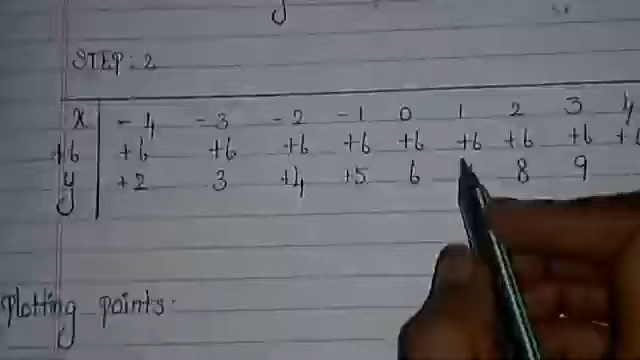 STEP: 2
x -4 -3 -2 -1 0 1 2 3 4
+6 +6 +6 +6 +6 +6 +6 +6 +6 +6
y +2 3 +4 +5 6 8 9
Plotting points.